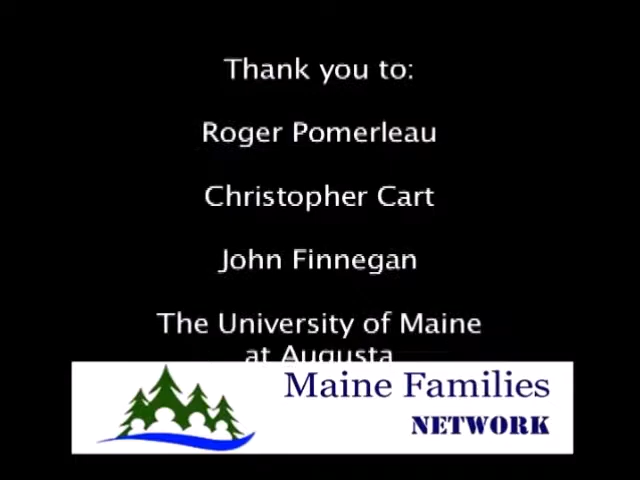 Thank you to:
Roger Pomerleau
Christopher Cart
John Finnegan
The University of Maine
at Augusta
Maine Families
NETWORK